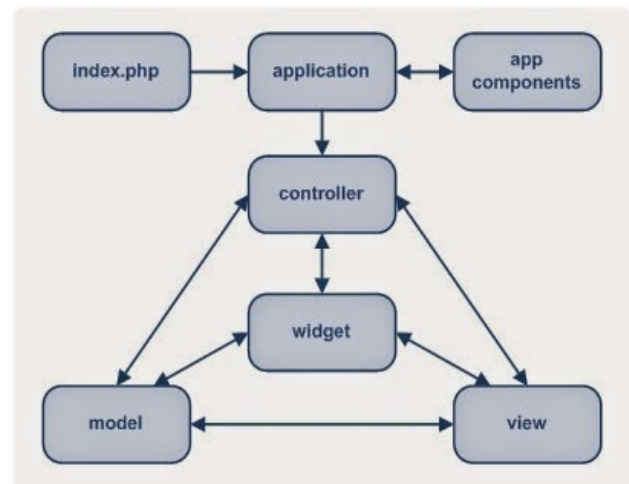 index.php
application
app
components
controller
widget
model
view